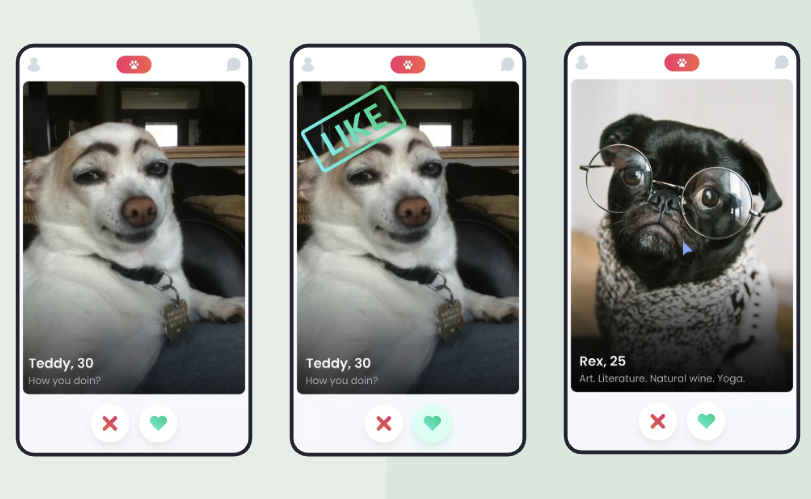 Teddy, 30
How you doin?
LIKE
Teddy, 30
How you doin?
Rex, 25
Art. Literature. Natural wine. Yoga.